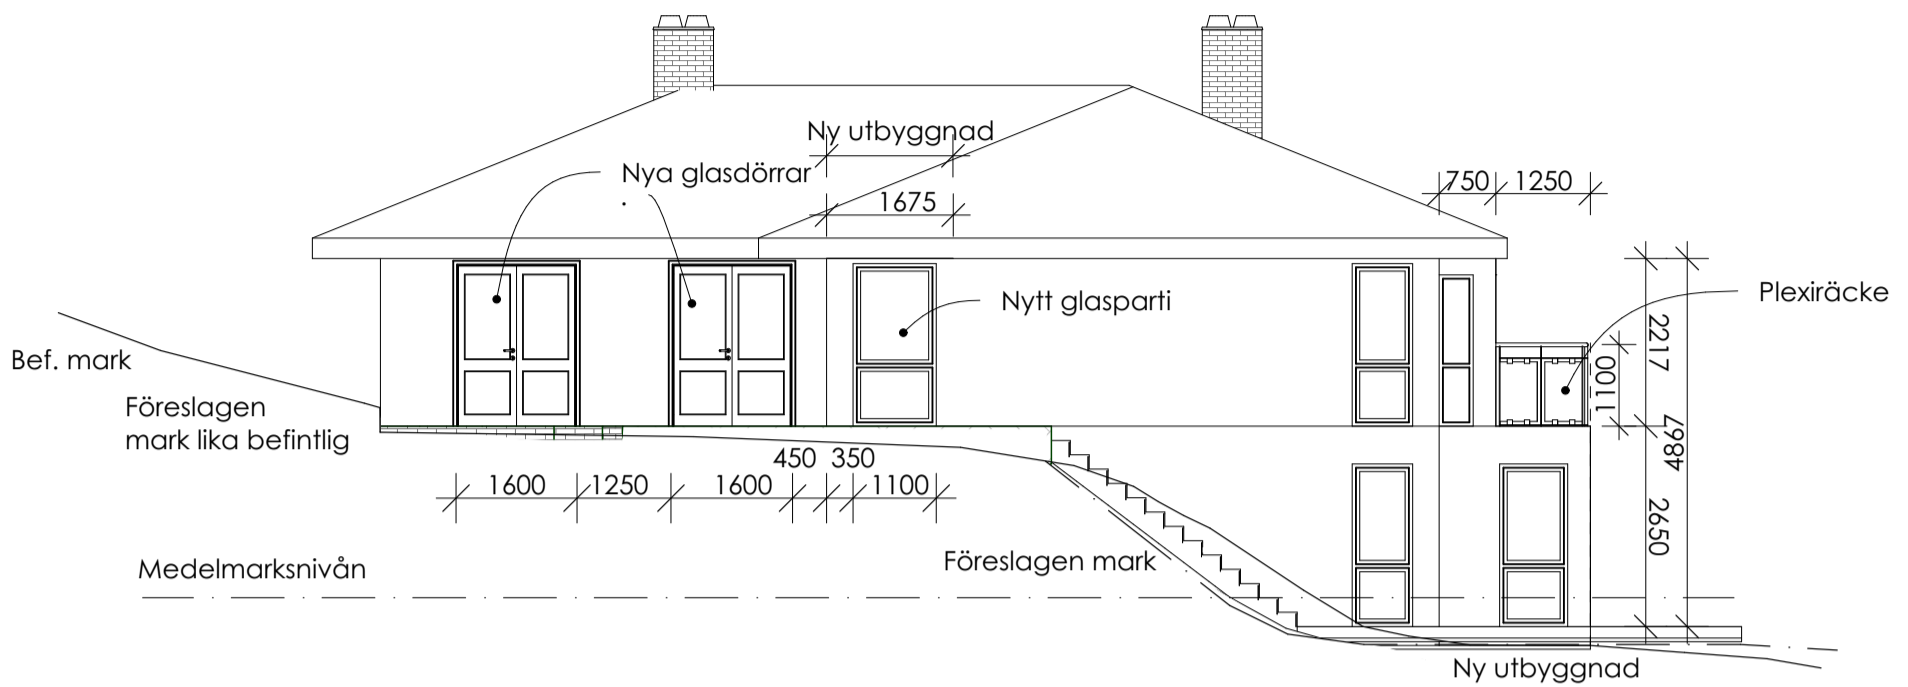 Ny utbyggnad
Nya glasdörrar
.
1675
750 1250
Nytt glasparti
Plexiräcke
Bef. mark
2217
1100
Föreslagen
mark lika befintlig
4867
450 350
1600 1250 1600 1100
2650
Föreslagen mark
Medelmarksnivån
Ny utbyggnad